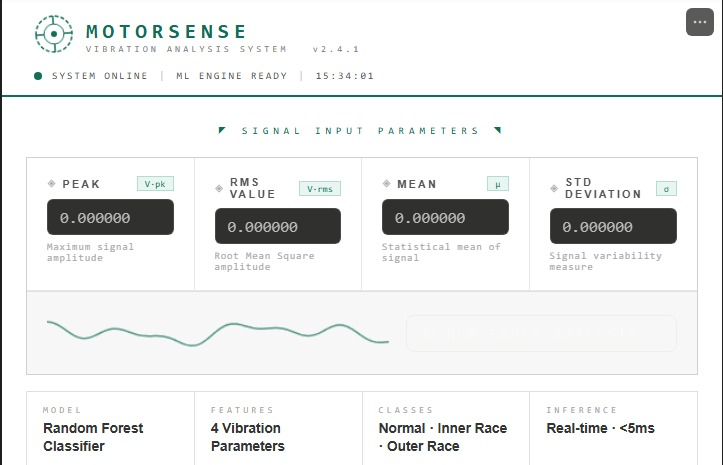 MOTORSENSE
VIBRATION ANALYSIS SYSTEM v2.4.1
SYSTEM ONLINE | ML ENGINE READY | 15:34:01
SIGNAL INPUT PARAMETERS
PEAK V·pk
0.000000
Maximum signal
amplitude
RMS
VALUE V·rms
0.000000
Root Mean Square
amplitude
MEAN μ
0.000000
Statistical mean of
signal
STD
DEVIATION σ
0.000000
Signal variability
measure
MODEL
Random Forest
Classifier
FEATURES
4 Vibration
Parameters
CLASSES
Normal · Inner Race
· Outer Race
INFERENCE
Real-time · <5ms